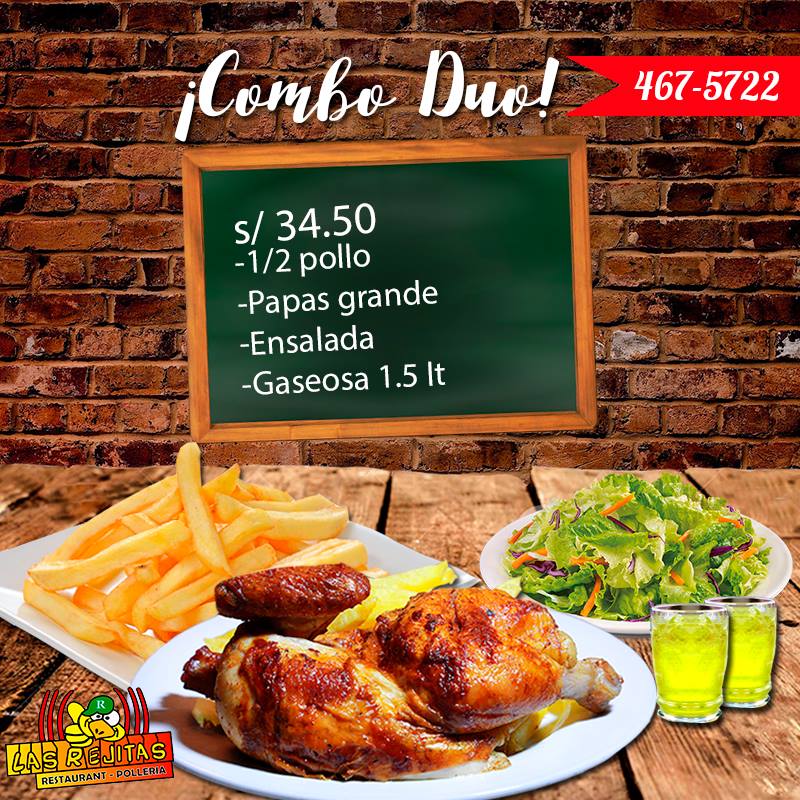 ¡Combo Duo!
467-5722
s/ 34.50
-1/2 pollo
-Papas grande
-Ensalada
-Gaseosa 1.5 lt
R
LAS REJITAS
RESTAURANT - POLLERIA